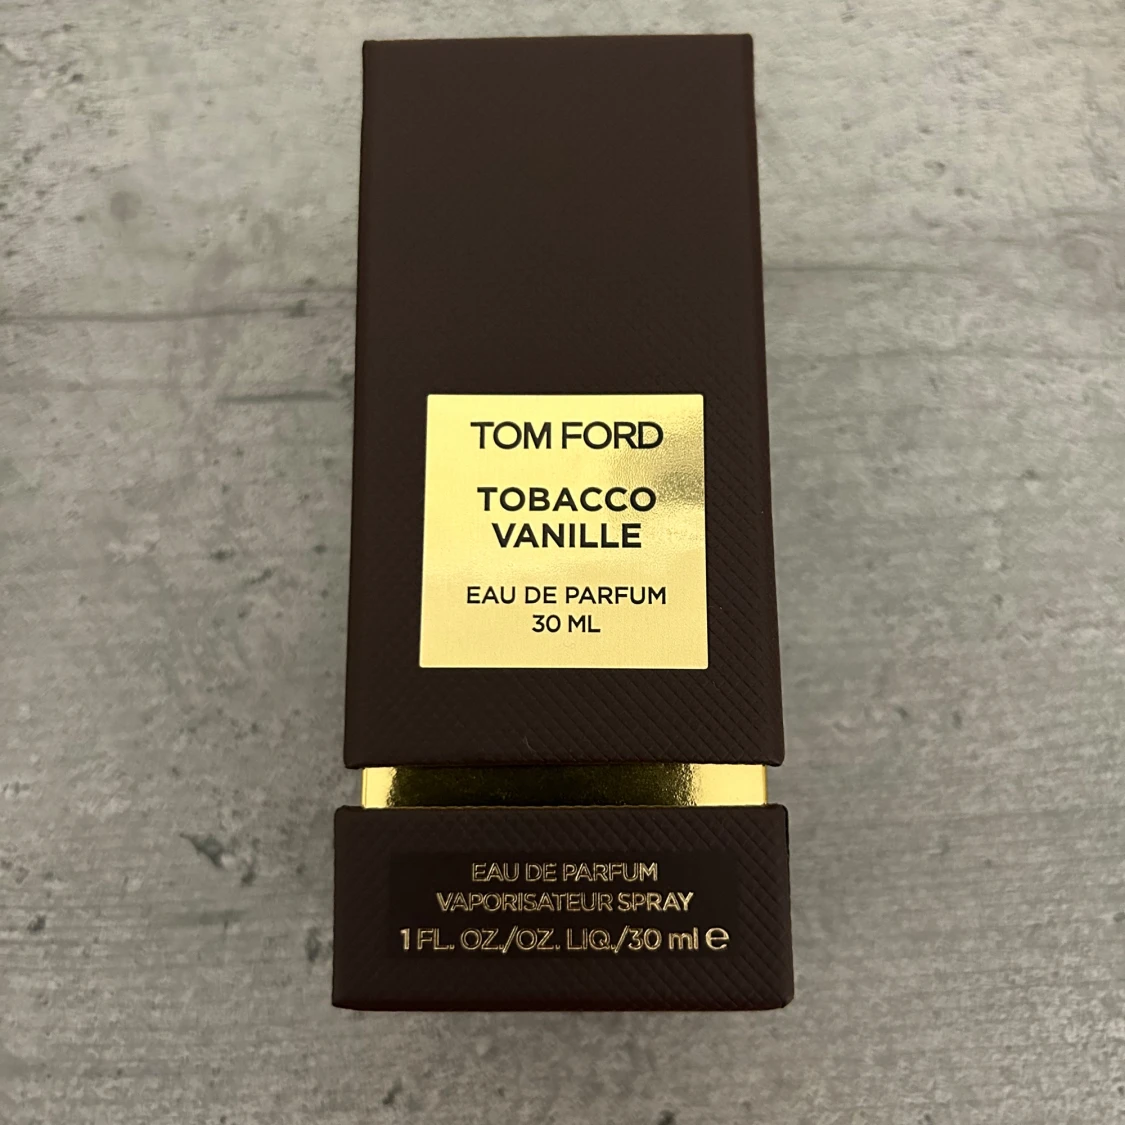 TOM FORD
TOBACCO
VANILLE
EAU DE PARFUM
30 ML
EAU DE PARFUM
VAPORISATEUR SPRAY
1 FL. OZ./OZ. LIQ./30 ml ℮